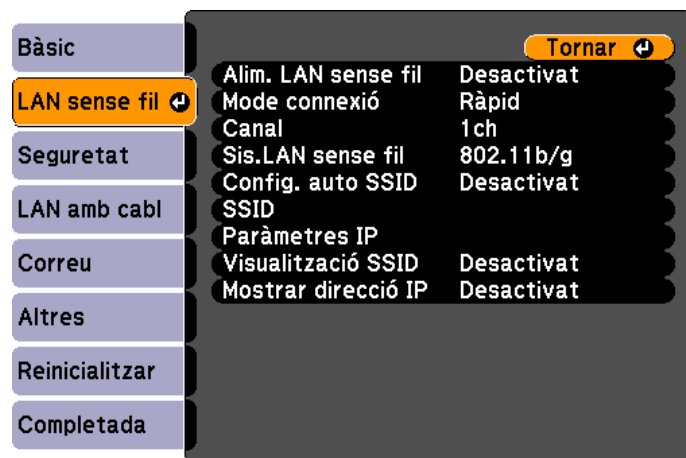 Bàsic
LAN sense fil
Seguretat
LAN amb cabl
Correu
Altres
Reinicialitzar
Completada
Tornar
Alim. LAN sense fil Desactivat
Mode connexió Ràpid
Canal 1ch
Sis.LAN sense fil 802.11b/g
Config. auto SSID Desactivat
SSID
Paràmetres IP
Visualització SSID Desactivat
Mostrar direcció IP Desactivat